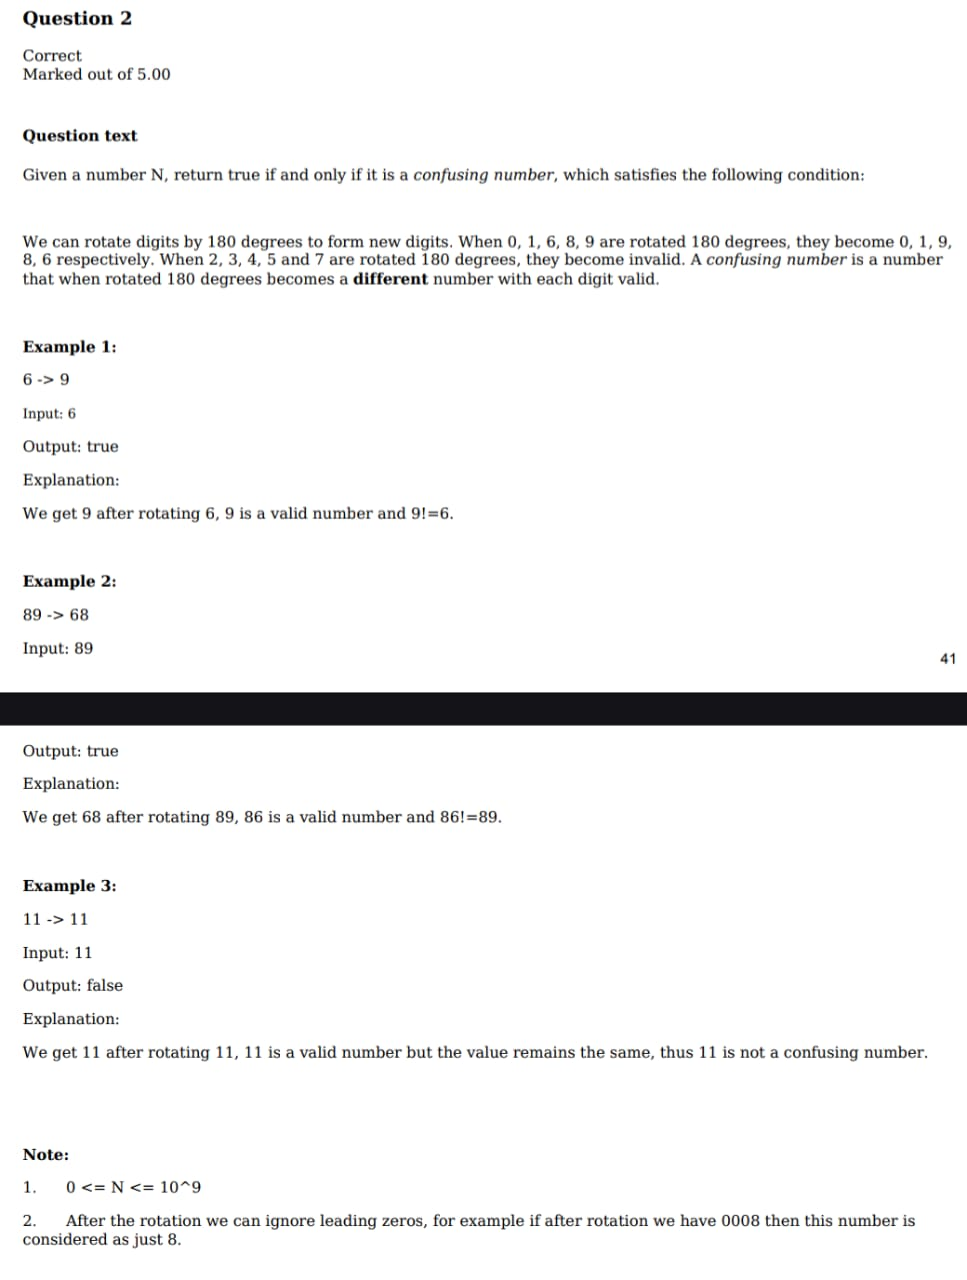 Question 2
Correct
Marked out of 5.00
Question text
Given a number N, return true if and only if it is a confusing number, which satisfies the following condition:
We can rotate digits by 180 degrees to form new digits. When 0, 1, 6, 8, 9 are rotated 180 degrees, they become 0, 1, 9,
8, 6 respectively. When 2, 3, 4, 5 and 7 are rotated 180 degrees, they become invalid. A confusing number is a number
that when rotated 180 degrees becomes a different number with each digit valid.
Example 1:
6 -> 9
Input: 6
Output: true
Explanation:
We get 9 after rotating 6, 9 is a valid number and 9!=6.
Example 2:
89 -> 68
Input: 89
41
Output: true
Explanation:
We get 68 after rotating 89, 86 is a valid number and 86!=89.
Example 3:
11 -> 11
Input: 11
Output: false
Explanation:
We get 11 after rotating 11, 11 is a valid number but the value remains the same, thus 11 is not a confusing number.
Note:
1. 0 <= N <= 10^9
2. After the rotation we can ignore leading zeros, for example if after rotation we have 0008 then this number is
considered as just 8.